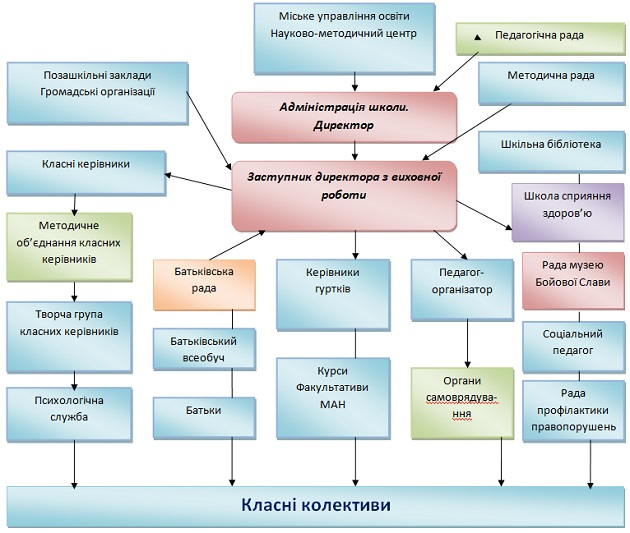 Міське управління освіти
Науково-методичний центр
Педагогічна рада
Позашкільні заклади
Громадські організації
Методична рада
Адміністрація школи.
Директор
Шкільна бібліотека
Класні керівники
Заступник директора з виховної
роботи
Школа сприяння
здоров’ю
Методичне
об’єднання класних
керівників
Батьківська
рада
Керівники
гуртків
Педагог-
організатор
Рада музею
Бойової Слави
Творча група
класних керівників
Батьківський
всеобуч
Соціальний
педагог
Курси
Факультативи
МАН
Органи
самоврядува-
ння
Психологічна
служба
Батьки
Рада
профілактики
правопорушень
Класні колективи